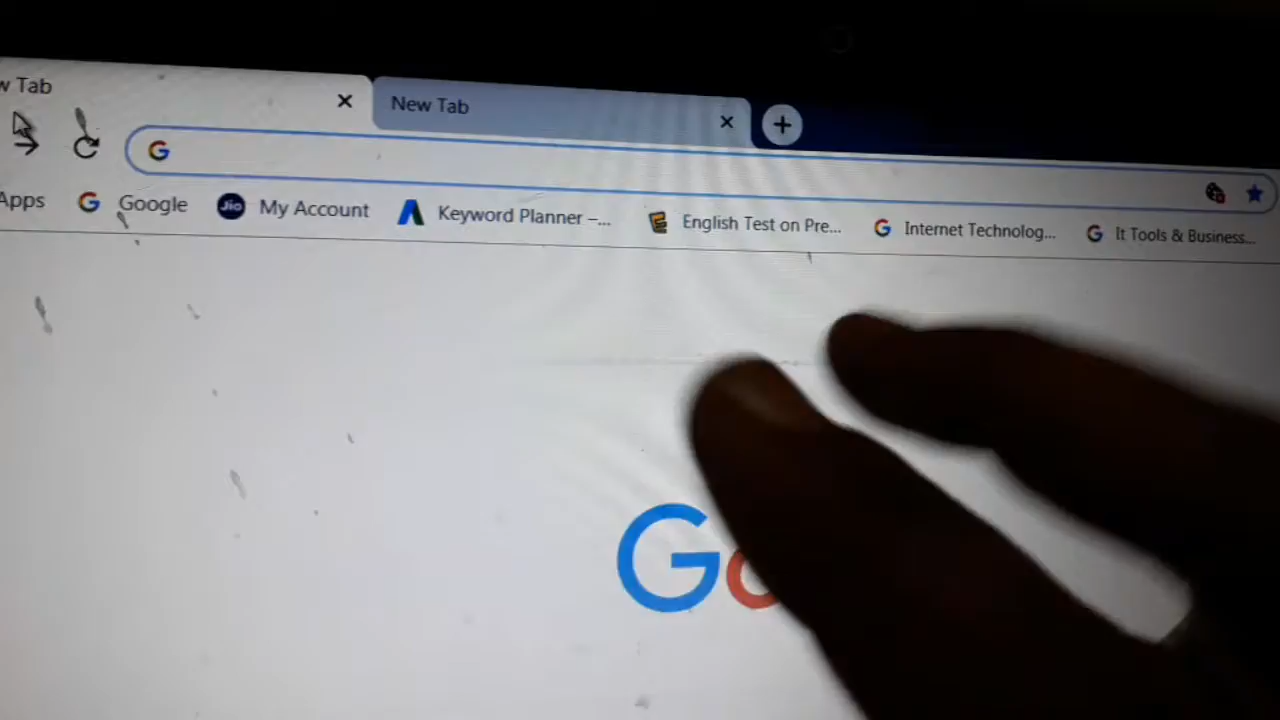 w Tab
New Tab
Apps Google Jio My Account Keyword Planner –... English Test on Pre... Internet Technolog... It Tools & Business...
Go